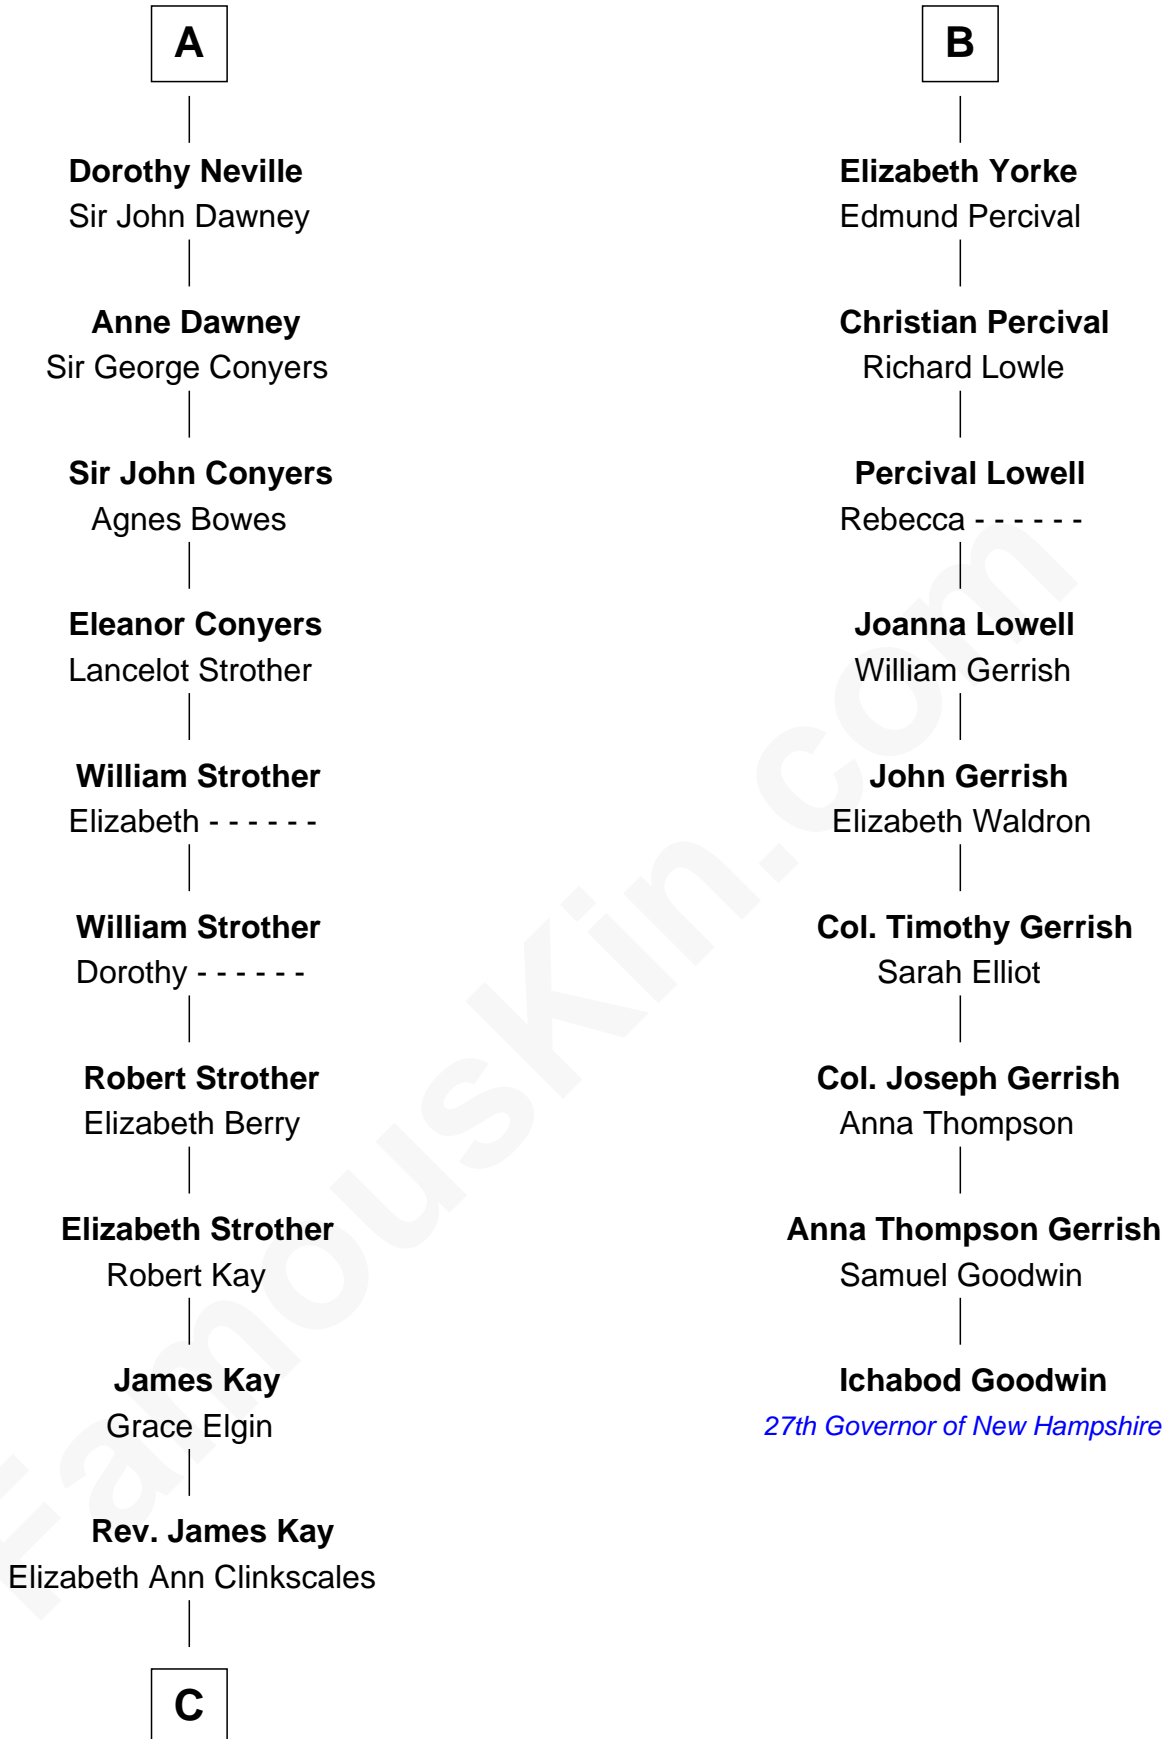 A
Dorothy Neville
Sir John Dawney
Anne Dawney
Sir George Conyers
Sir John Conyers
Agnes Bowes
Eleanor Conyers
Lancelot Strother
William Strother
Elizabeth - - - - - -
William Strother
Dorothy - - - - - -
Robert Strother
Elizabeth Berry
Elizabeth Strother
Robert Kay
James Kay
Grace Elgin
Rev. James Kay
Elizabeth Ann Clinkscales
C
B
Elizabeth Yorke
Edmund Percival
Christian Percival
Richard Lowle
Percival Lowell
Rebecca - - - - - -
Joanna Lowell
William Gerrish
John Gerrish
Elizabeth Waldron
Col. Timothy Gerrish
Sarah Elliot
Col. Joseph Gerrish
Anna Thompson
Anna Thompson Gerrish
Samuel Goodwin
Ichabod Goodwin
27th Governor of New Hampshire
FamousKin.com